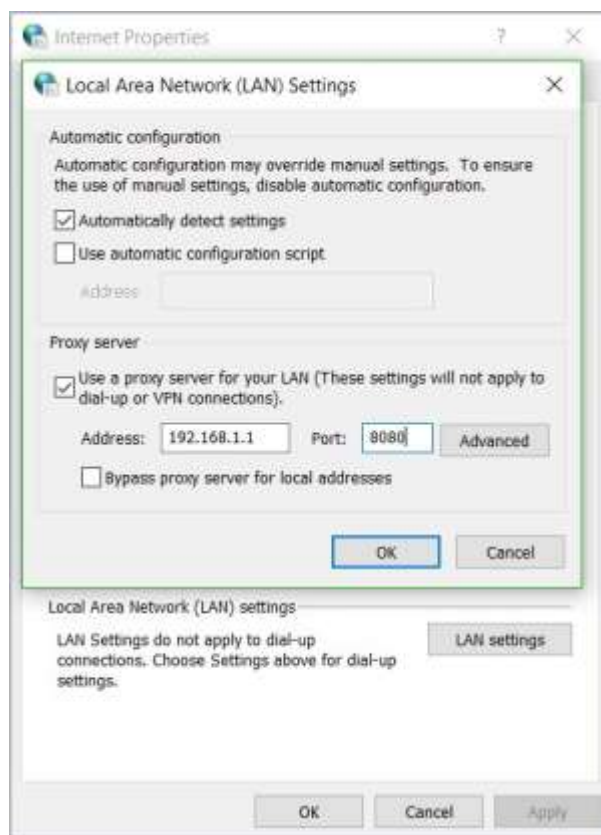 Internet Properties
?
Local Area Network (LAN) Settings
Automatic configuration
Automatic configuration may override manual settings. To ensure
the use of manual settings, disable automatic configuration.
Automatically detect settings
Use automatic configuration script
Address
Proxy server
Use a proxy server for your LAN (These settings will not apply to
dial-up or VPN connections).
Address: 192.168.1.1 Port: 8080 Advanced
Bypass proxy server for local addresses
OK Cancel
Local Area Network (LAN) settings
LAN Settings do not apply to dial-up
connections. Choose Settings above for dial-up
settings.
LAN settings
OK Cancel Apply